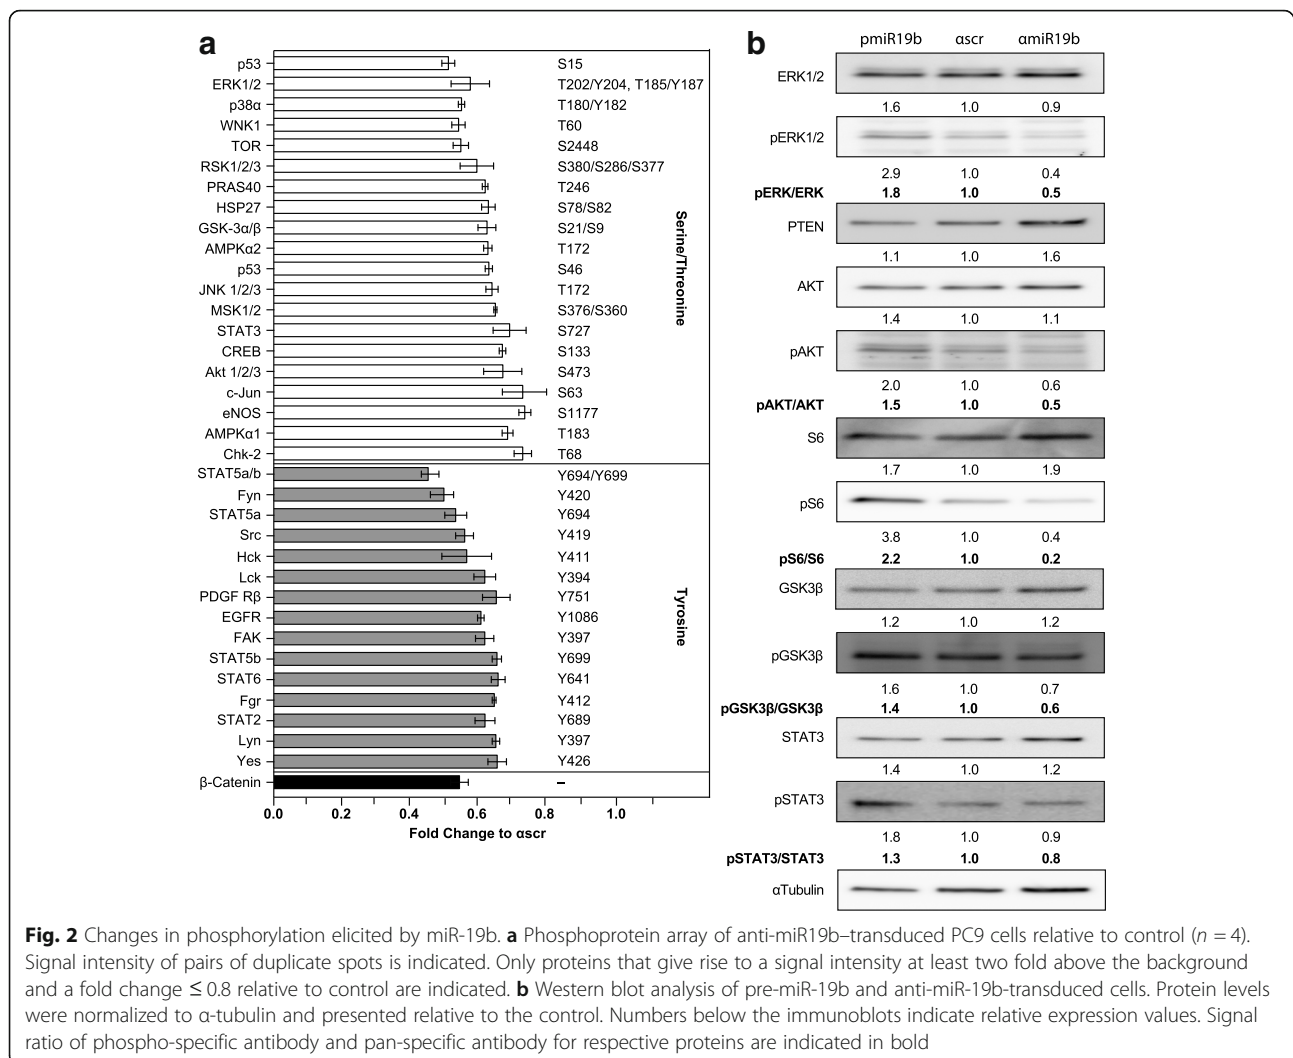 a
p53 S15
ERK1/2 T202/Y204, T185/Y187
p38α T180/Y182
WNK1 T60
TOR S2448
RSK1/2/3 S380/S286/S377
PRAS40 T246
HSP27 S78/S82
GSK-3α/β S21/S9
AMPKα2 T172
p53 S46
JNK 1/2/3 T172
MSK1/2 S376/S360
STAT3 S727
CREB S133
Akt 1/2/3 S473
c-Jun S63
eNOS S1177
AMPKα1 T183
Chk-2 T68
Serine/Threonine
STAT5a/b Y694/Y699
Fyn Y420
STAT5a Y694
Src Y419
Hck Y411
Lck Y394
PDGF Rβ Y751
EGFR Y1086
FAK Y397
STAT5b Y699
STAT6 Y641
Fgr Y412
STAT2 Y689
Lyn Y397
Yes Y426
Tyrosine
β-Catenin –
0.0 0.2 0.4 0.6 0.8 1.0
Fold Change to αscr
b
pmiR19b αscr αmiR19b
ERK1/2
1.6 1.0 0.9
pERK1/2
2.9 1.0 0.4
pERK/ERK 1.8 1.0 0.5
PTEN
1.1 1.0 1.6
AKT
1.4 1.0 1.1
pAKT
2.0 1.0 0.6
pAKT/AKT 1.5 1.0 0.5
S6
1.7 1.0 1.9
pS6
3.8 1.0 0.4
pS6/S6 2.2 1.0 0.2
GSK3β
1.2 1.0 1.2
pGSK3β
1.6 1.0 0.7
pGSK3β/GSK3β 1.4 1.0 0.6
STAT3
1.4 1.0 1.2
pSTAT3
1.8 1.0 0.9
pSTAT3/STAT3 1.3 1.0 0.8
αTubulin
Fig. 2 Changes in phosphorylation elicited by miR-19b. a Phosphoprotein array of anti-miR19b–transduced PC9 cells relative to control (n = 4).
Signal intensity of pairs of duplicate spots is indicated. Only proteins that give rise to a signal intensity at least two fold above the background
and a fold change ≤ 0.8 relative to control are indicated. b Western blot analysis of pre-miR-19b and anti-miR-19b-transduced cells. Protein levels
were normalized to α-tubulin and presented relative to the control. Numbers below the immunoblots indicate relative expression values. Signal
ratio of phospho-specific antibody and pan-specific antibody for respective proteins are indicated in bold